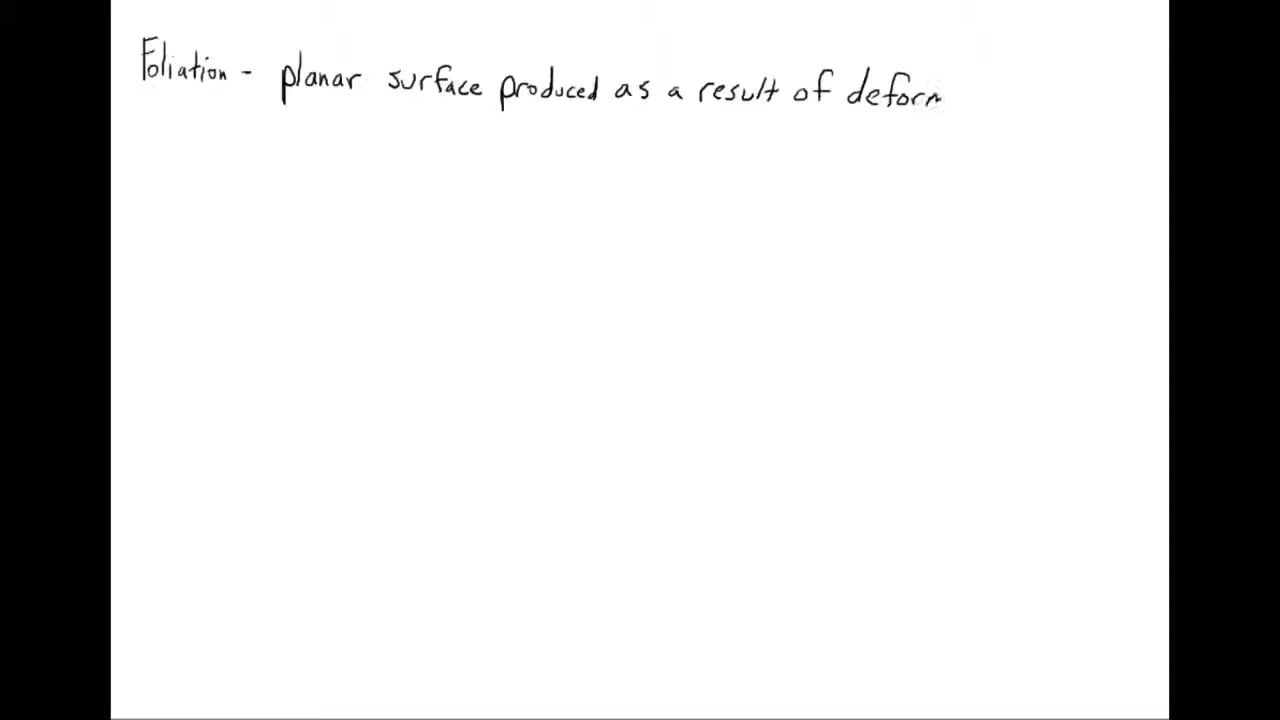 Foliation - planar surface produced as a result of deform